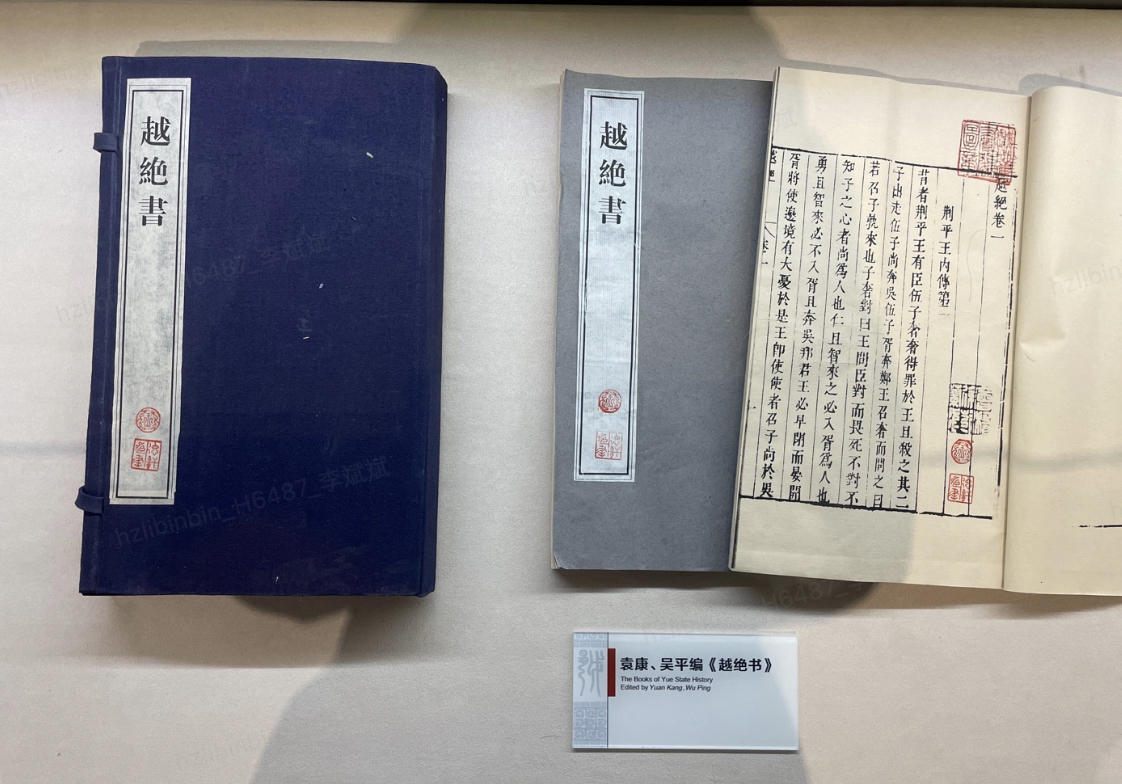 越絶書
越絶書
越絕卷一
荆平王内傳第二
昔者荆平王有臣伍子奢奢得罪於王且殺之其二
子出走伍子尚奔吳伍子胥奔鄭王召奢而問之曰
若召子孰來也子奢對曰王問臣對而畏死不對不
知子之心者尚爲人也仁且智來之必入胥爲人也
勇且智來必不入胥且奔吳邦君王必早閉而晏開
胥將使邊境有大憂於是王卽使使者召子尚於吳
卷一
袁康、吴平编《越绝书》
The Books of Yue State History
Edited by Yuan Kang, Wu Ping
hzlibinbin_H6487_李斌斌